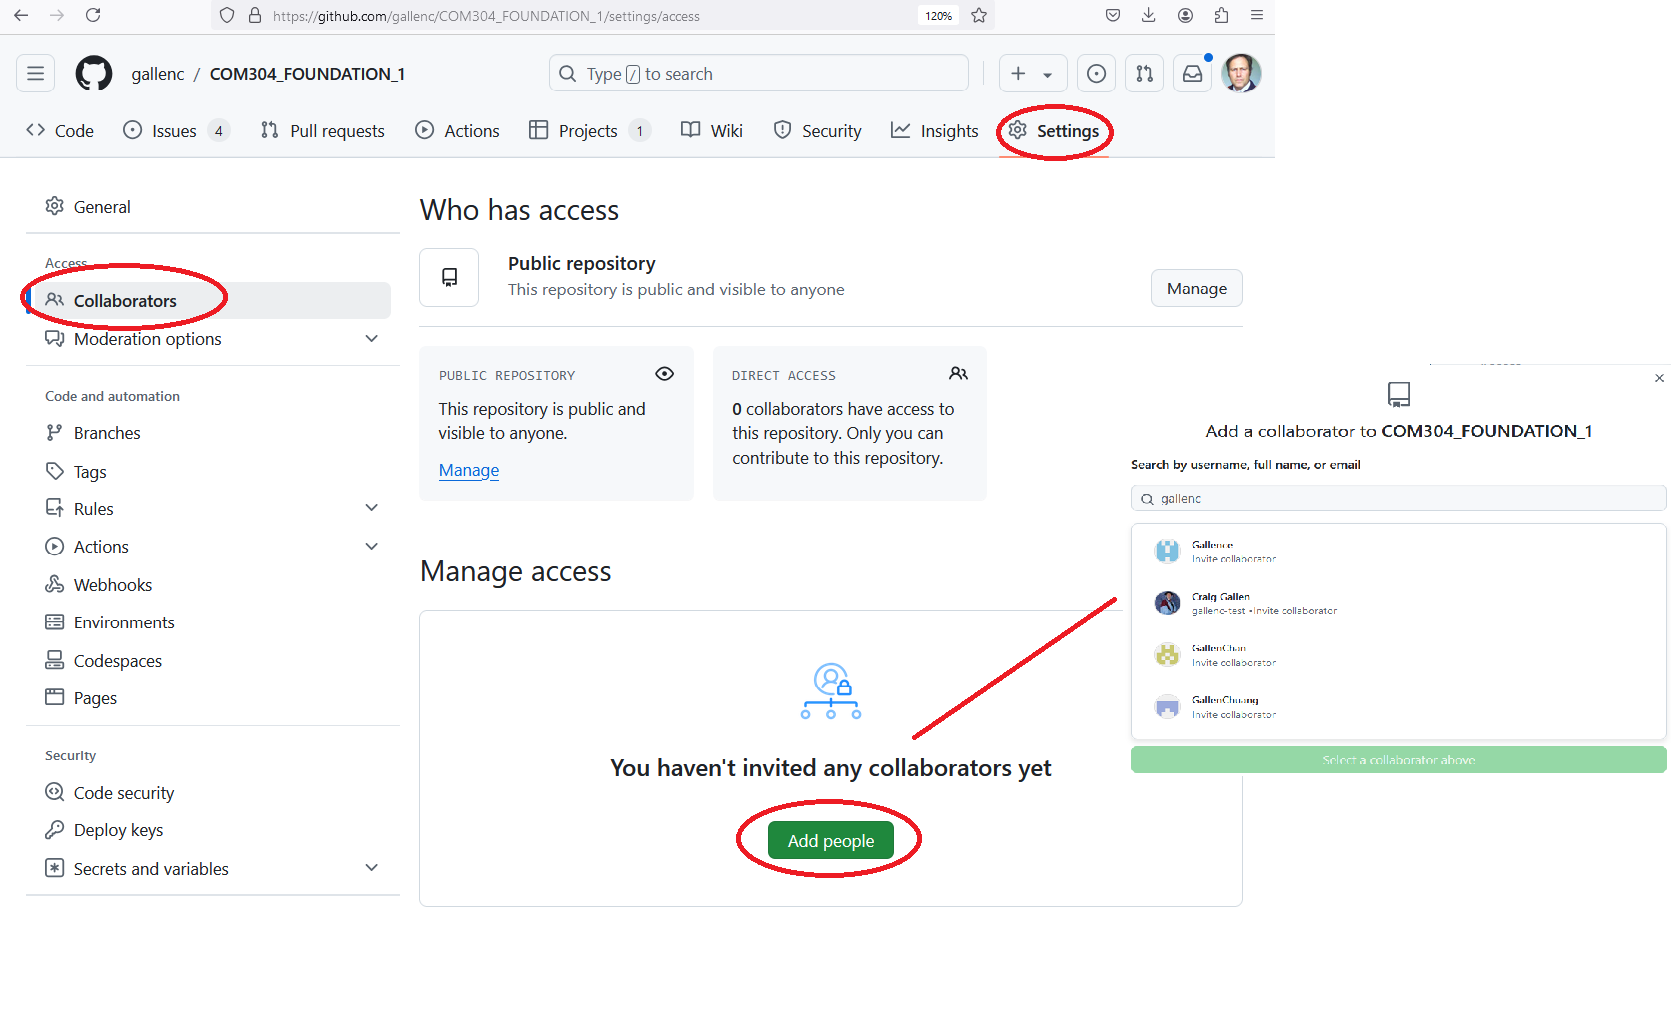 https://github.com/gallenc/COM304_FOUNDATION_1/settings/access
120%
gallenc / COM304_FOUNDATION_1
Type / to search
Code
Issues 4
Pull requests
Actions
Projects 1
Wiki
Security
Insights
Settings
General
Access
Collaborators
Moderation options
Code and automation
Branches
Tags
Rules
Actions
Webhooks
Environments
Codespaces
Pages
Security
Code security
Deploy keys
Secrets and variables
Who has access
Public repository
This repository is public and visible to anyone
Manage
PUBLIC REPOSITORY
This repository is public and
visible to anyone.
Manage
DIRECT ACCESS
0 collaborators have access to
this repository. Only you can
contribute to this repository.
Manage access
You haven't invited any collaborators yet
Add people
Add a collaborator to COM304_FOUNDATION_1
Search by username, full name, or email
gallenc
Gallence
Invite collaborator
Craig Gallen
gallenc-test •Invite collaborator
GallenChan
Invite collaborator
GallenChuang
Invite collaborator
Select a collaborator above